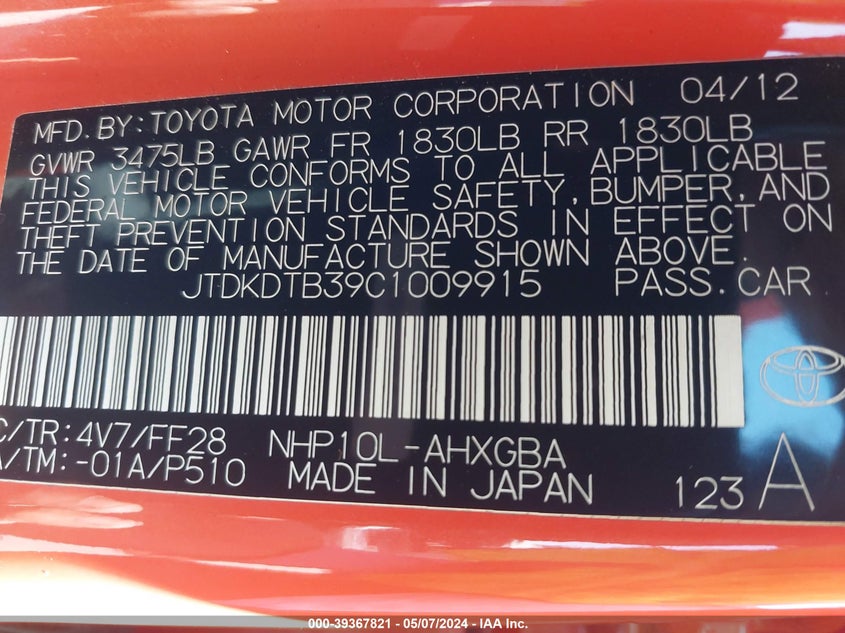 MFD. BY: TOYOTA MOTOR CORPORATION 04/12
GVWR 3475LB GAWR FR 1830LB RR 1830LB
THIS VEHICLE CONFORMS TO ALL APPLICABLE
FEDERAL MOTOR VEHICLE SAFETY, BUMPER, AND
THEFT PREVENTION STANDARDS IN EFFECT ON
THE DATE OF MANUFACTURE SHOWN ABOVE.
JTDKDTB39C1009915 PASS. CAR
C/TR: 4V7/FF28 NHP10L-AHXGBA
/TM: -01A/P510 MADE IN JAPAN 123 A
000-39367821 - 05/07/2024 - IAA Inc.